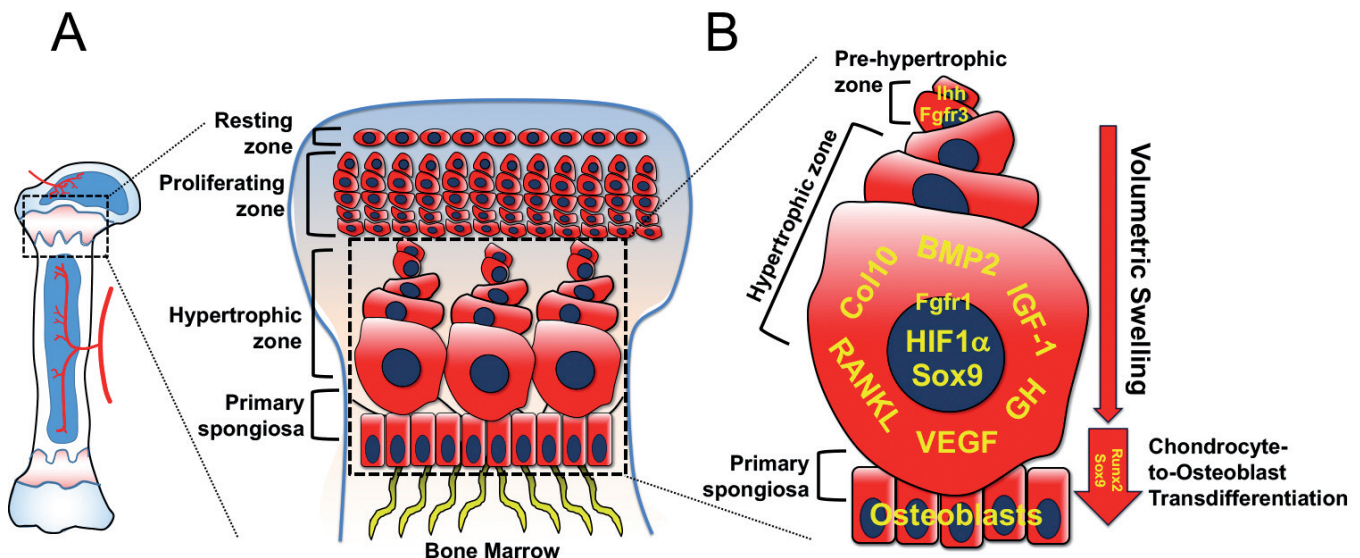 A
Resting
zone
Proliferating
zone
Hypertrophic
zone
Primary
spongiosa
Bone Marrow
B
Pre-hypertrophic
zone
Ihh
Fgfr3
Hypertrophic zone
Col10
BMP2
IGF-1
Fgfr1
HIF1α
Sox9
RANKL
GH
VEGF
Primary
spongiosa
Osteoblasts
Volumetric Swelling
Runx2
Sox9
Chondrocyte-
to-Osteoblast
Transdifferentiation